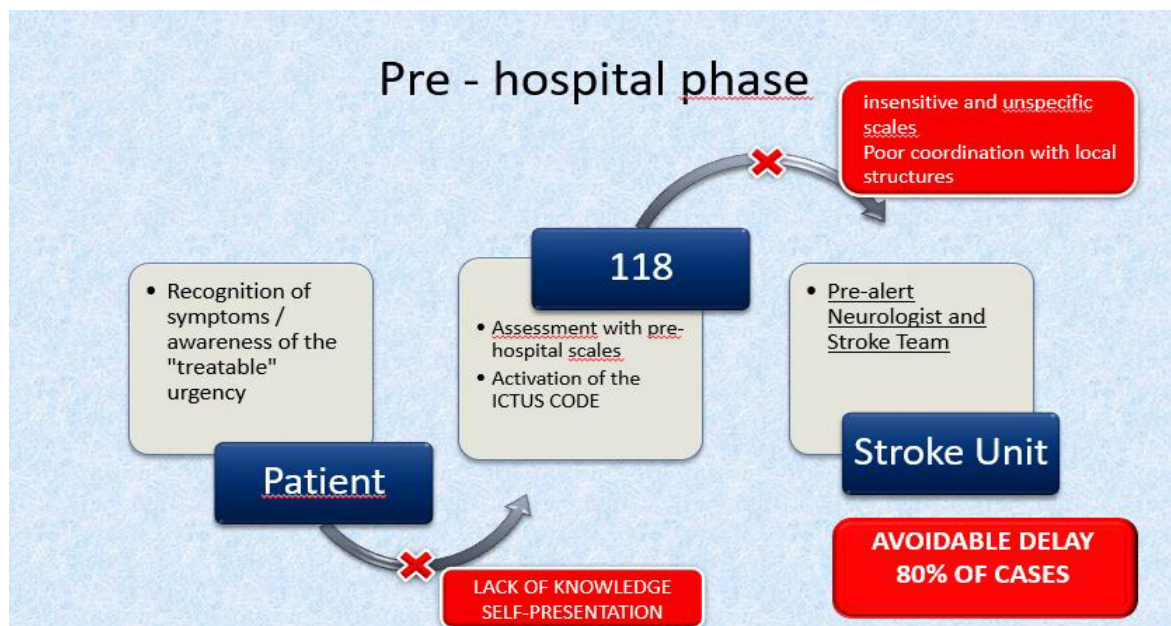 Pre - hospital phase
insensitive and unspecific
scales
Poor coordination with local
structures
118
• Recognition of
symptoms /
awareness of the
"treatable"
urgency
• Assessment with pre-
hospital scales
• Activation of the
ICTUS CODE
• Pre-alert
Neurologist and
Stroke Team
Patient
Stroke Unit
LACK OF KNOWLEDGE
SELF-PRESENTATION
AVOIDABLE DELAY
80% OF CASES